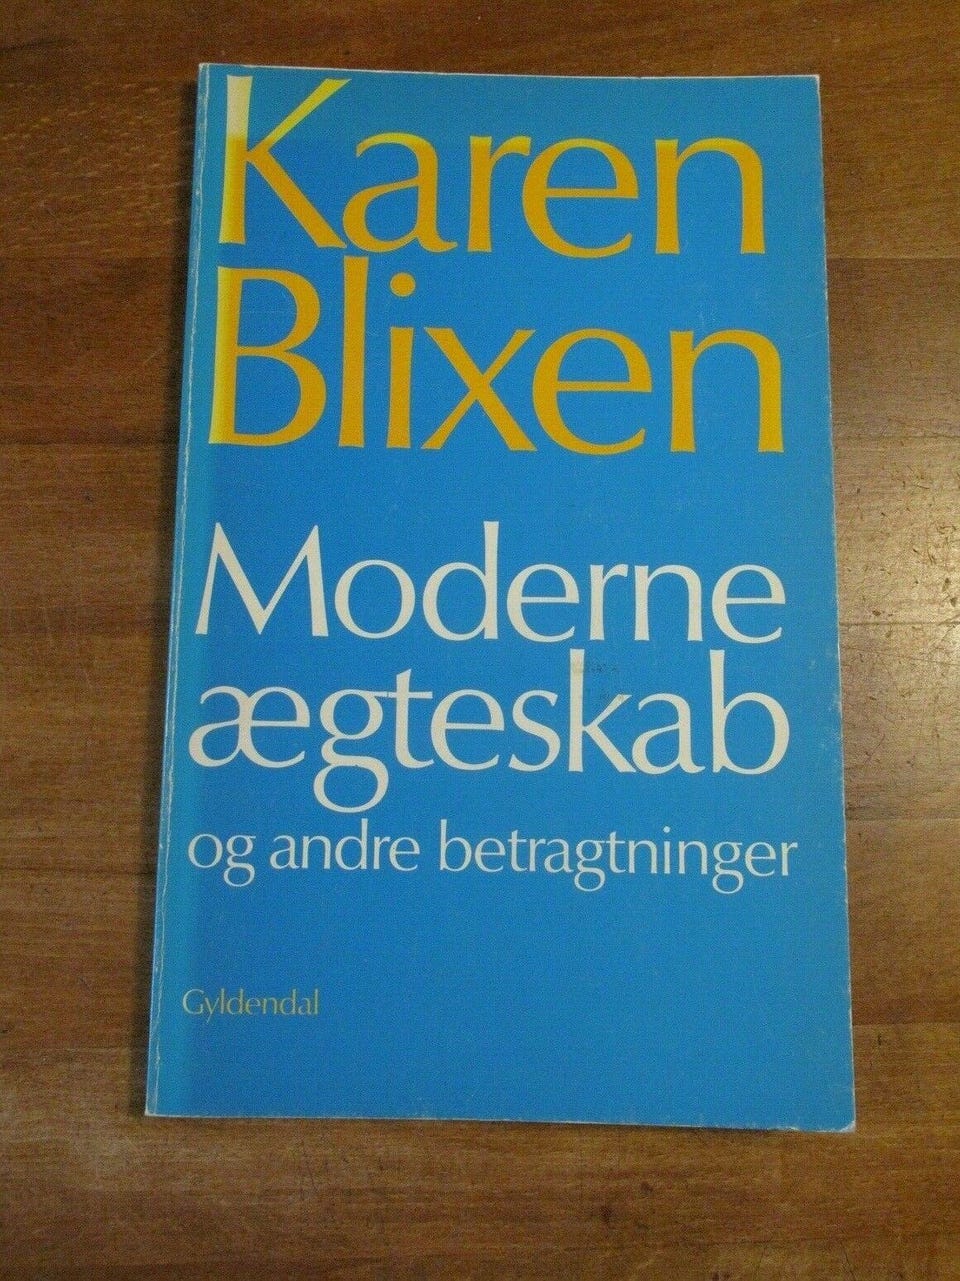 Karen
Blixen
Moderne
ægteskab
og andre betragtninger
Gyldendal